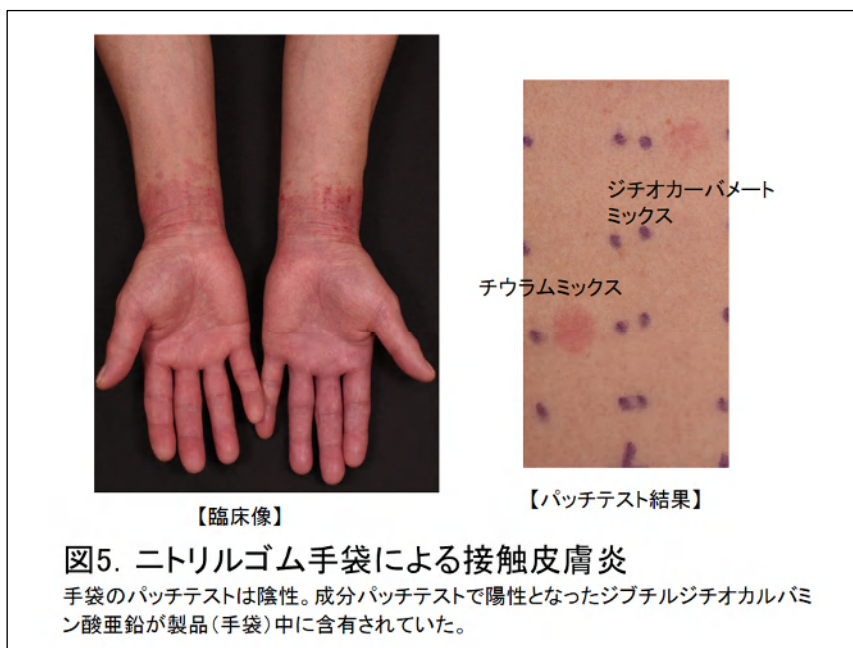 ジチオカーバメート
ミックス
チウラムミックス
【臨床像】
【パッチテスト結果】
図5. ニトリルゴム手袋による接触皮膚炎
手袋のパッチテストは陰性。成分パッチテストで陽性となったジブチルジチオカルバミ
ン酸亜鉛が製品(手袋)中に含有されていた。